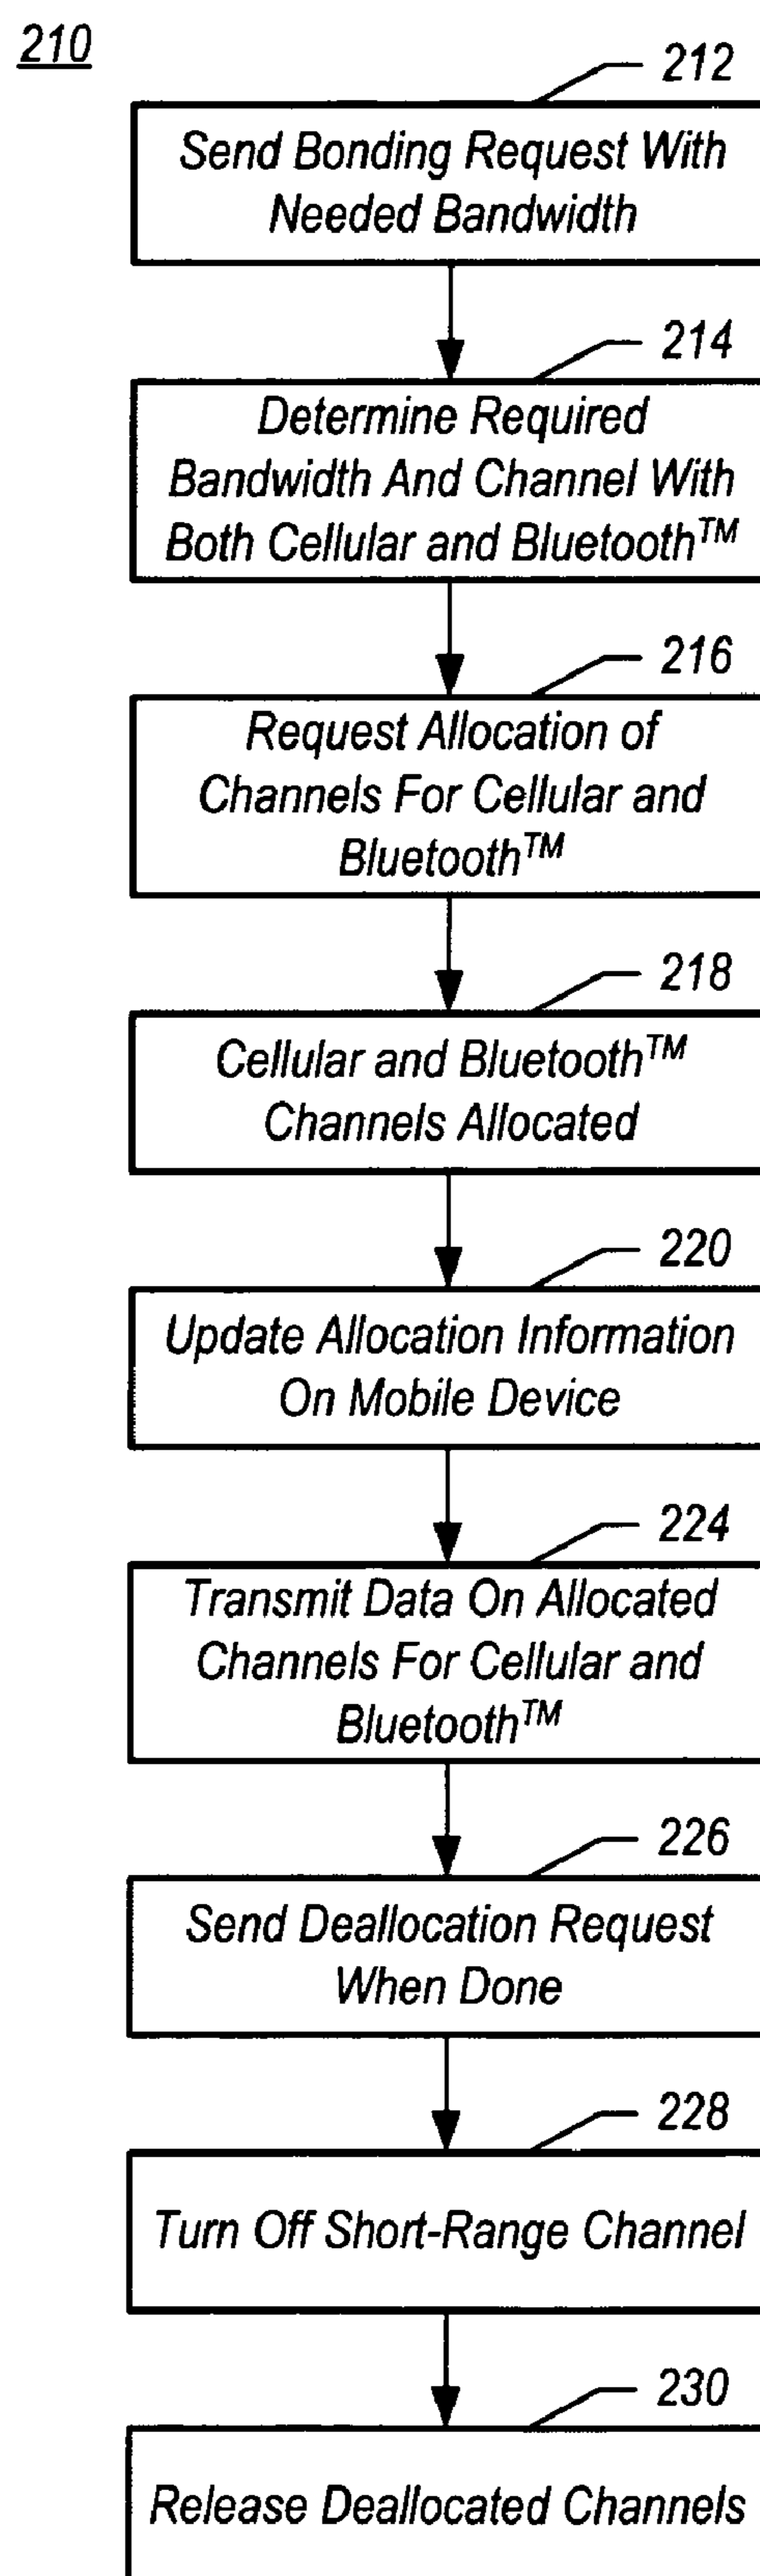 210
212
Send Bonding Request With
Needed Bandwidth
214
Determine Required
Bandwidth And Channel With
Both Cellular and Bluetooth™
216
Request Allocation of
Channels For Cellular and
Bluetooth™
218
Cellular and Bluetooth™
Channels Allocated
220
Update Allocation Information
On Mobile Device
224
Transmit Data On Allocated
Channels For Cellular and
Bluetooth™
226
Send Deallocation Request
When Done
228
Turn Off Short-Range Channel
230
Release Deallocated Channels